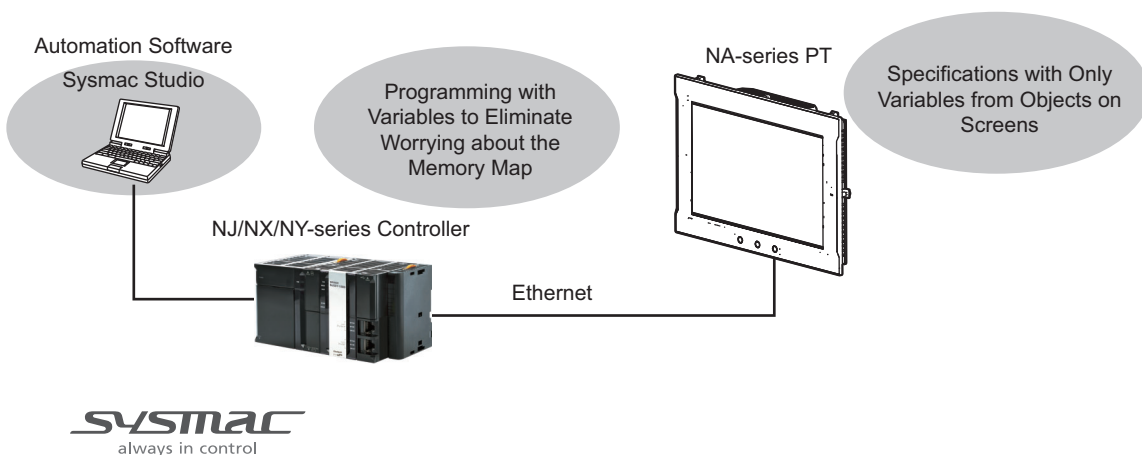 Automation Software
Sysmac Studio
Programming with
Variables to Eliminate
Worrying about the
Memory Map
NA-series PT
Specifications with Only
Variables from Objects on
Screens
NJ/NX/NY-series Controller
Ethernet
sysmac
always in control